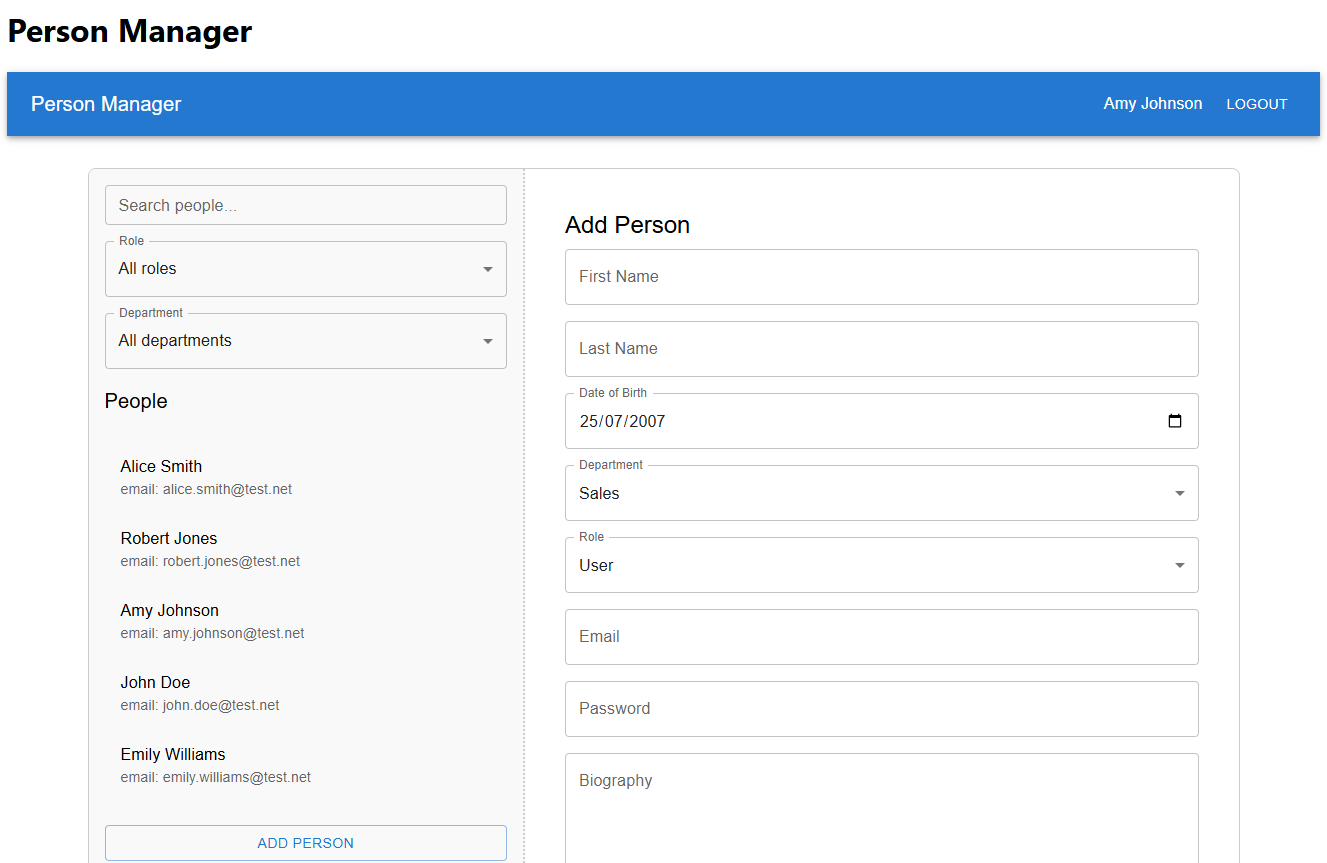 Person Manager
Person Manager
Amy Johnson
LOGOUT
Search people...
Role
All roles
Department
All departments
People
Alice Smith
email: alice.smith@test.net
Robert Jones
email: robert.jones@test.net
Amy Johnson
email: amy.johnson@test.net
John Doe
email: john.doe@test.net
Emily Williams
email: emily.williams@test.net
ADD PERSON
Add Person
First Name
Last Name
Date of Birth
25/07/2007
Department
Sales
Role
User
Email
Password
Biography